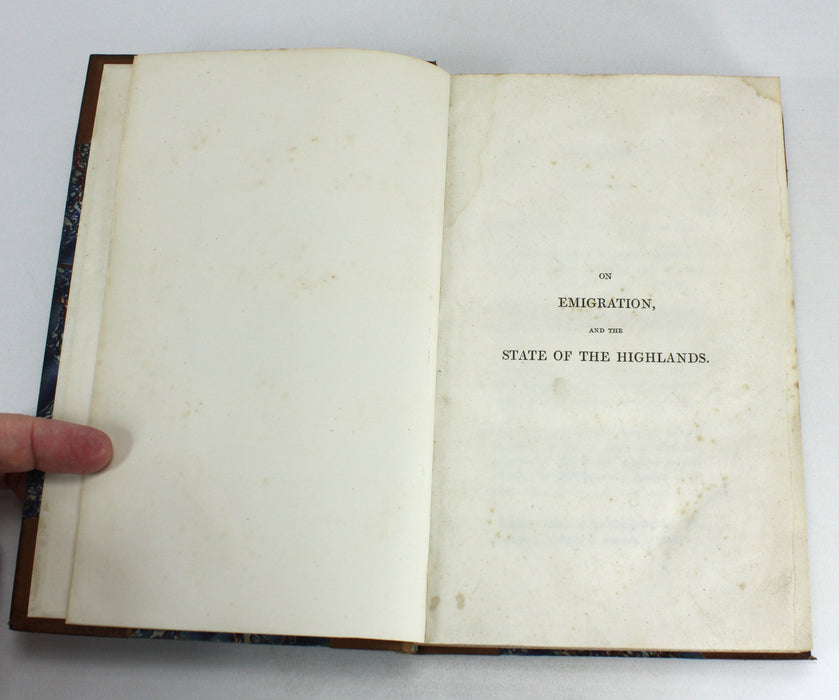 ON
EMIGRATION,
AND THE
STATE OF THE HIGHLANDS.